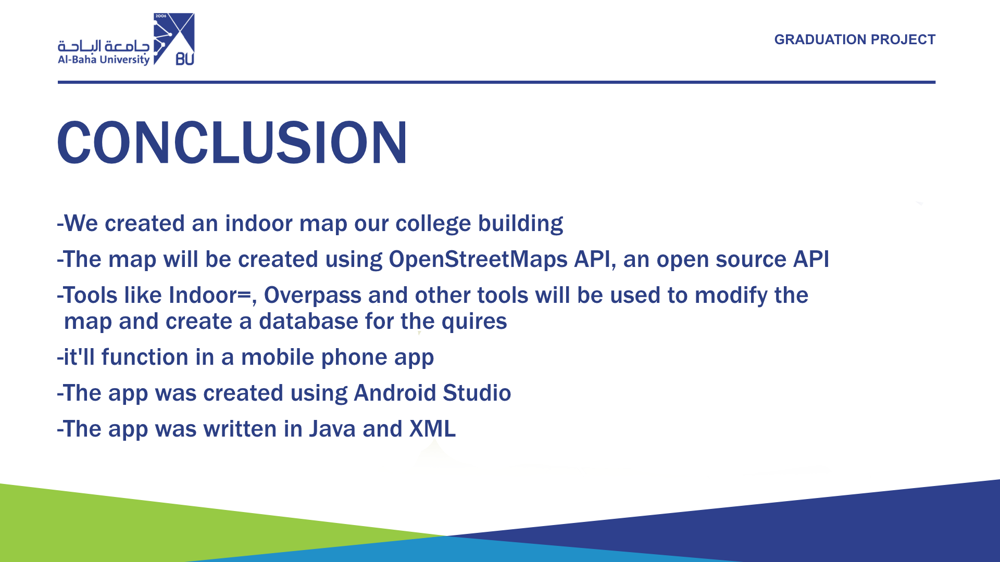 2006
جامعة الباحة
Al-Baha University
BU
GRADUATION PROJECT
CONCLUSION
-We created an indoor map our college building
-The map will be created using OpenStreetMaps API, an open source API
-Tools like Indoor=, Overpass and other tools will be used to modify the
map and create a database for the quires
-it'll function in a mobile phone app
-The app was created using Android Studio
-The app was written in Java and XML